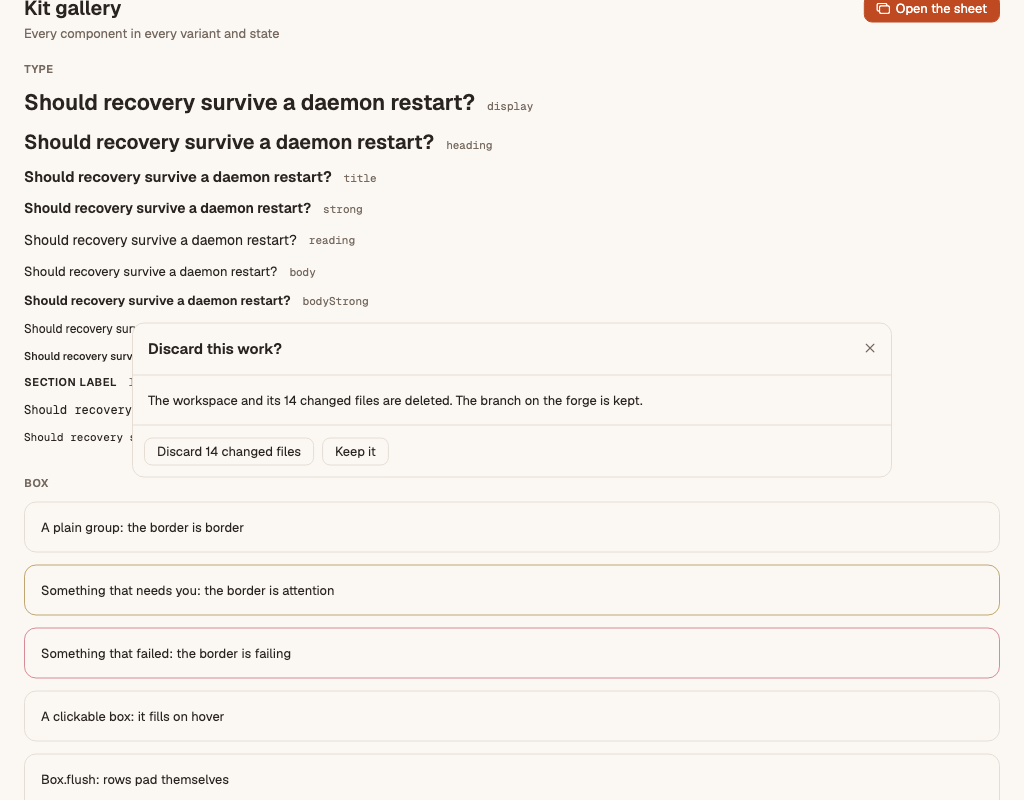 Kit gallery
Open the sheet
Every component in every variant and state
TYPE
Should recovery survive a daemon restart? display
Should recovery survive a daemon restart? heading
Should recovery survive a daemon restart? title
Should recovery survive a daemon restart? strong
Should recovery survive a daemon restart? reading
Should recovery survive a daemon restart? body
Should recovery survive a daemon restart? bodyStrong
Should recovery
Should recovery
SECTION LABEL
Should recovery
Should recovery
Discard this work?
The workspace and its 14 changed files are deleted. The branch on the forge is kept.
Discard 14 changed files
Keep it
BOX
A plain group: the border is border
Something that needs you: the border is attention
Something that failed: the border is failing
A clickable box: it fills on hover
Box.flush: rows pad themselves